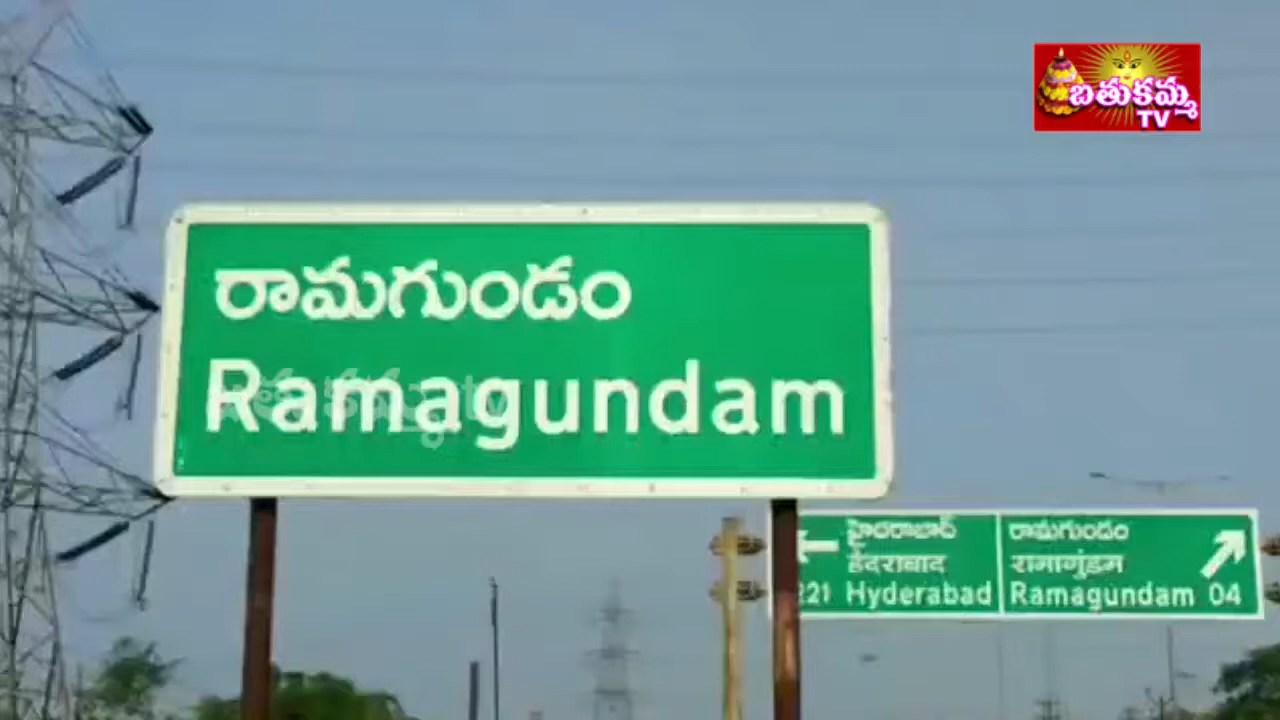 బతుకమ్మ
TV
రామగుండం
Ramagundam
హైదరాబాద్
हैदराबाद
221 Hyderabad
రామగుండం
रामागुंडम
Ramagundam 04